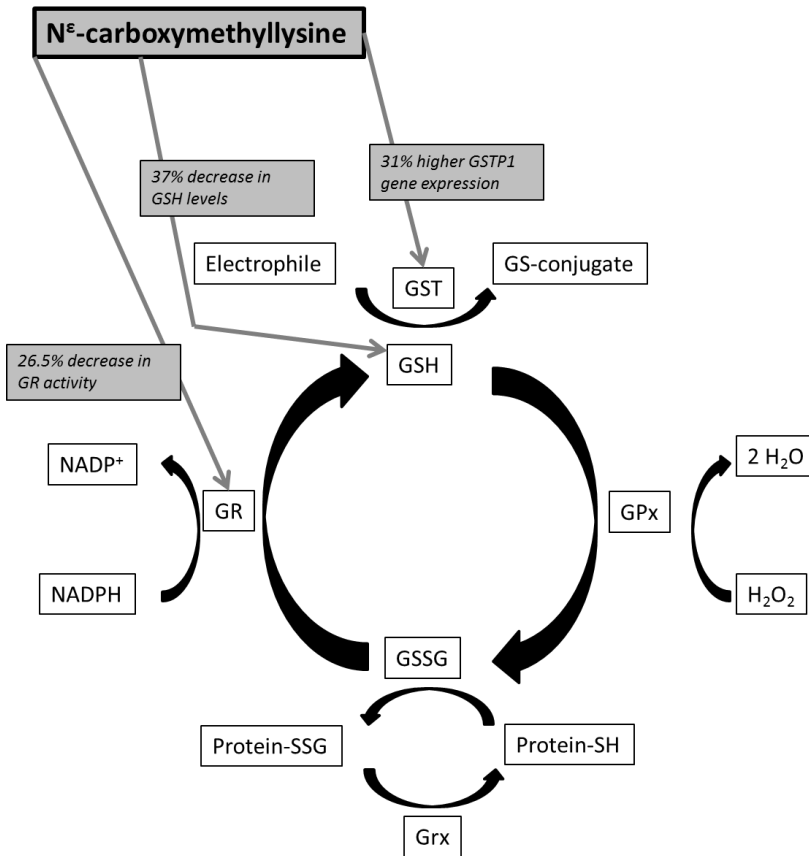 Nᵋ-carboxymethyllysine
37% decrease in
GSH levels
31% higher GSTP1
gene expression
Electrophile
GST
GS-conjugate
26.5% decrease in
GR activity
GSH
NADP⁺
2 H₂O
GR
GPx
NADPH
H₂O₂
GSSG
Protein-SSG
Protein-SH
Grx